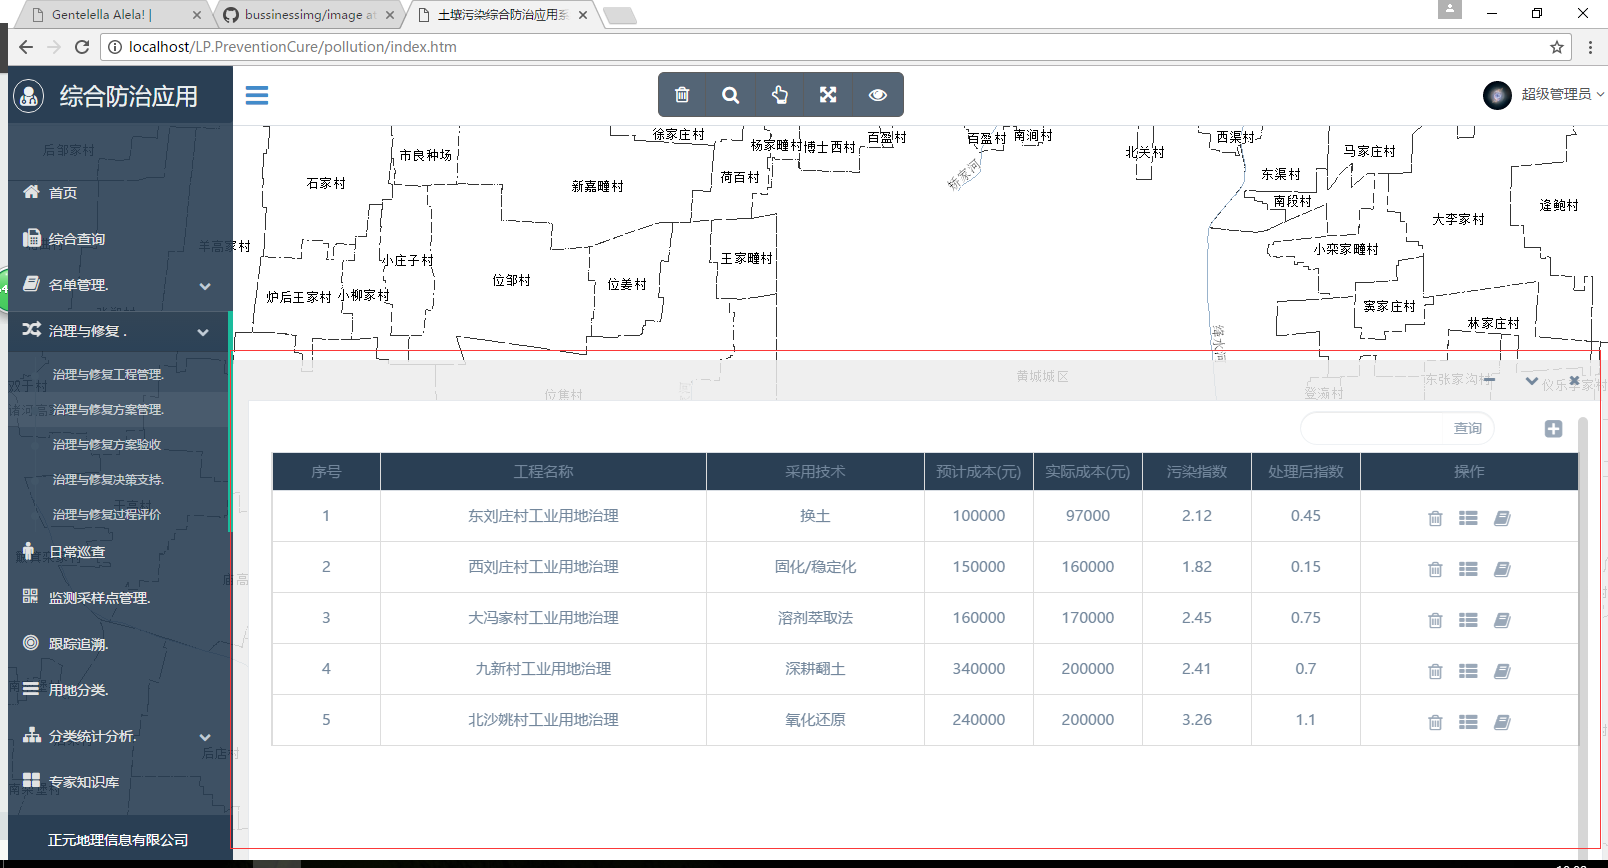 Gentelella Alela! |
bussinessimg/image at
土壤污染综合防治应用系
localhost/LP.PreventionCure/pollution/index.htm
综合防治应用
超级管理员
首页
综合查询
名单管理.
治理与修复 .
治理与修复工程管理.
治理与修复方案管理.
治理与修复方案验收
治理与修复决策支持.
治理与修复过程评价
日常巡查
监测采样点管理.
跟踪追溯.
用地分类.
分类统计分析.
专家知识库
正元地理信息有限公司
后邹家村
羊高家村
庙高
后店村
石家村
市良种场
徐家庄村
新嘉疃村
杨家疃村
博士西村
百盈村
荷百村
百盈村
南涧村
矫家河
北关村
西渠村
东渠村
南段村
马家庄村
大李家村
逄鲍村
小庄子村
炉后王家村
小柳家村
位邹村
位姜村
王家疃村
小栾家疃村
窦家庄村
林家庄村
绛水河
黄城城区
位焦村
登瀛村
东张家沟村
仪乐李家村
查询
序号 工程名称 采用技术 预计成本(元) 实际成本(元) 污染指数 处理后指数 操作
1 东刘庄村工业用地治理 换土 100000 97000 2.12 0.45
2 西刘庄村工业用地治理 固化/稳定化 150000 160000 1.82 0.15
3 大冯家村工业用地治理 溶剂萃取法 160000 170000 2.45 0.75
4 九新村工业用地治理 深耕翻土 340000 200000 2.41 0.7
5 北沙姚村工业用地治理 氧化还原 240000 200000 3.26 1.1